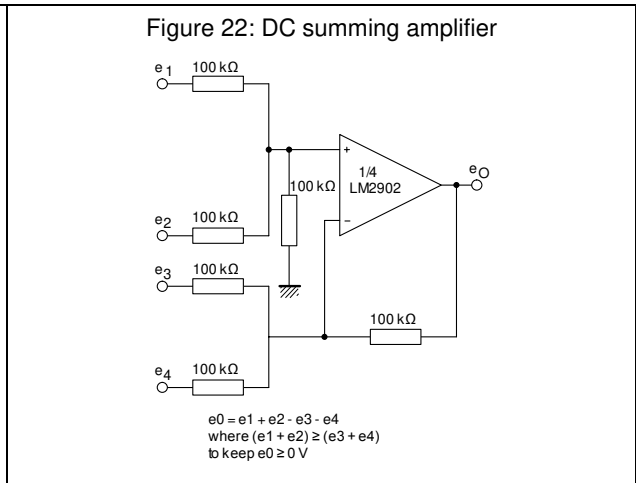 Figure 22: DC summing amplifier
e1 100 kΩ
+
1/4
LM2902
eO
100 kΩ
-
e2 100 kΩ
e3 100 kΩ
100 kΩ
e4 100 kΩ
e0 = e1 + e2 - e3 - e4
where (e1 + e2) ≥ (e3 + e4)
to keep e0 ≥ 0 V